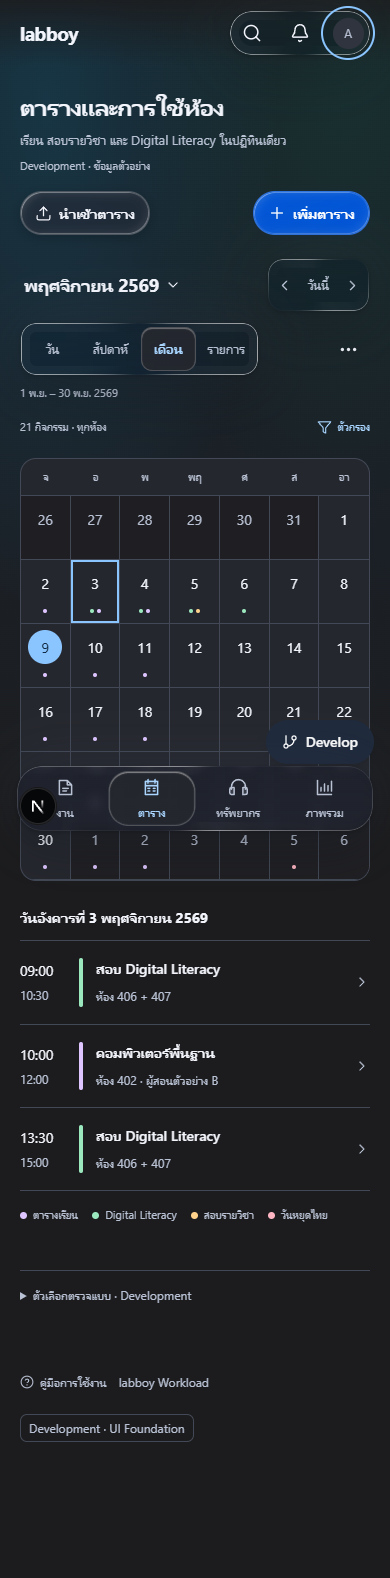 labboy
A
ตารางและการใช้ห้อง
เรียน สอบรายวิชา และ Digital Literacy ในปฏิทินเดียว
Development · ข้อมูลตัวอย่าง
นำเข้าตาราง
เพิ่มตาราง
พฤศจิกายน 2569
วันนี้
วัน สัปดาห์ เดือน รายการ
1 พ.ย. – 30 พ.ย. 2569
21 กิจกรรม · ทุกห้อง
ตัวกรอง
จ อ พ พฤ ศ ส อา
26 27 28 29 30 31 1
2 3 4 5 6 7 8
9 10 11 12 13 14 15
16 17 18 19 20 21 22
Develop
N
งาน ตาราง ทรัพยากร ภาพรวม
30 1 2 3 4 5 6
วันอังคารที่ 3 พฤศจิกายน 2569
09:00 สอบ Digital Literacy
10:30 ห้อง 406 + 407
10:00 คอมพิวเตอร์พื้นฐาน
12:00 ห้อง 402 · ผู้สอนตัวอย่าง B
13:30 สอบ Digital Literacy
15:00 ห้อง 406 + 407
ตารางเรียน Digital Literacy สอบรายวิชา วันหยุดไทย
ตัวเลือกตรวจแบบ · Development
คู่มือการใช้งาน labboy Workload
Development · UI Foundation